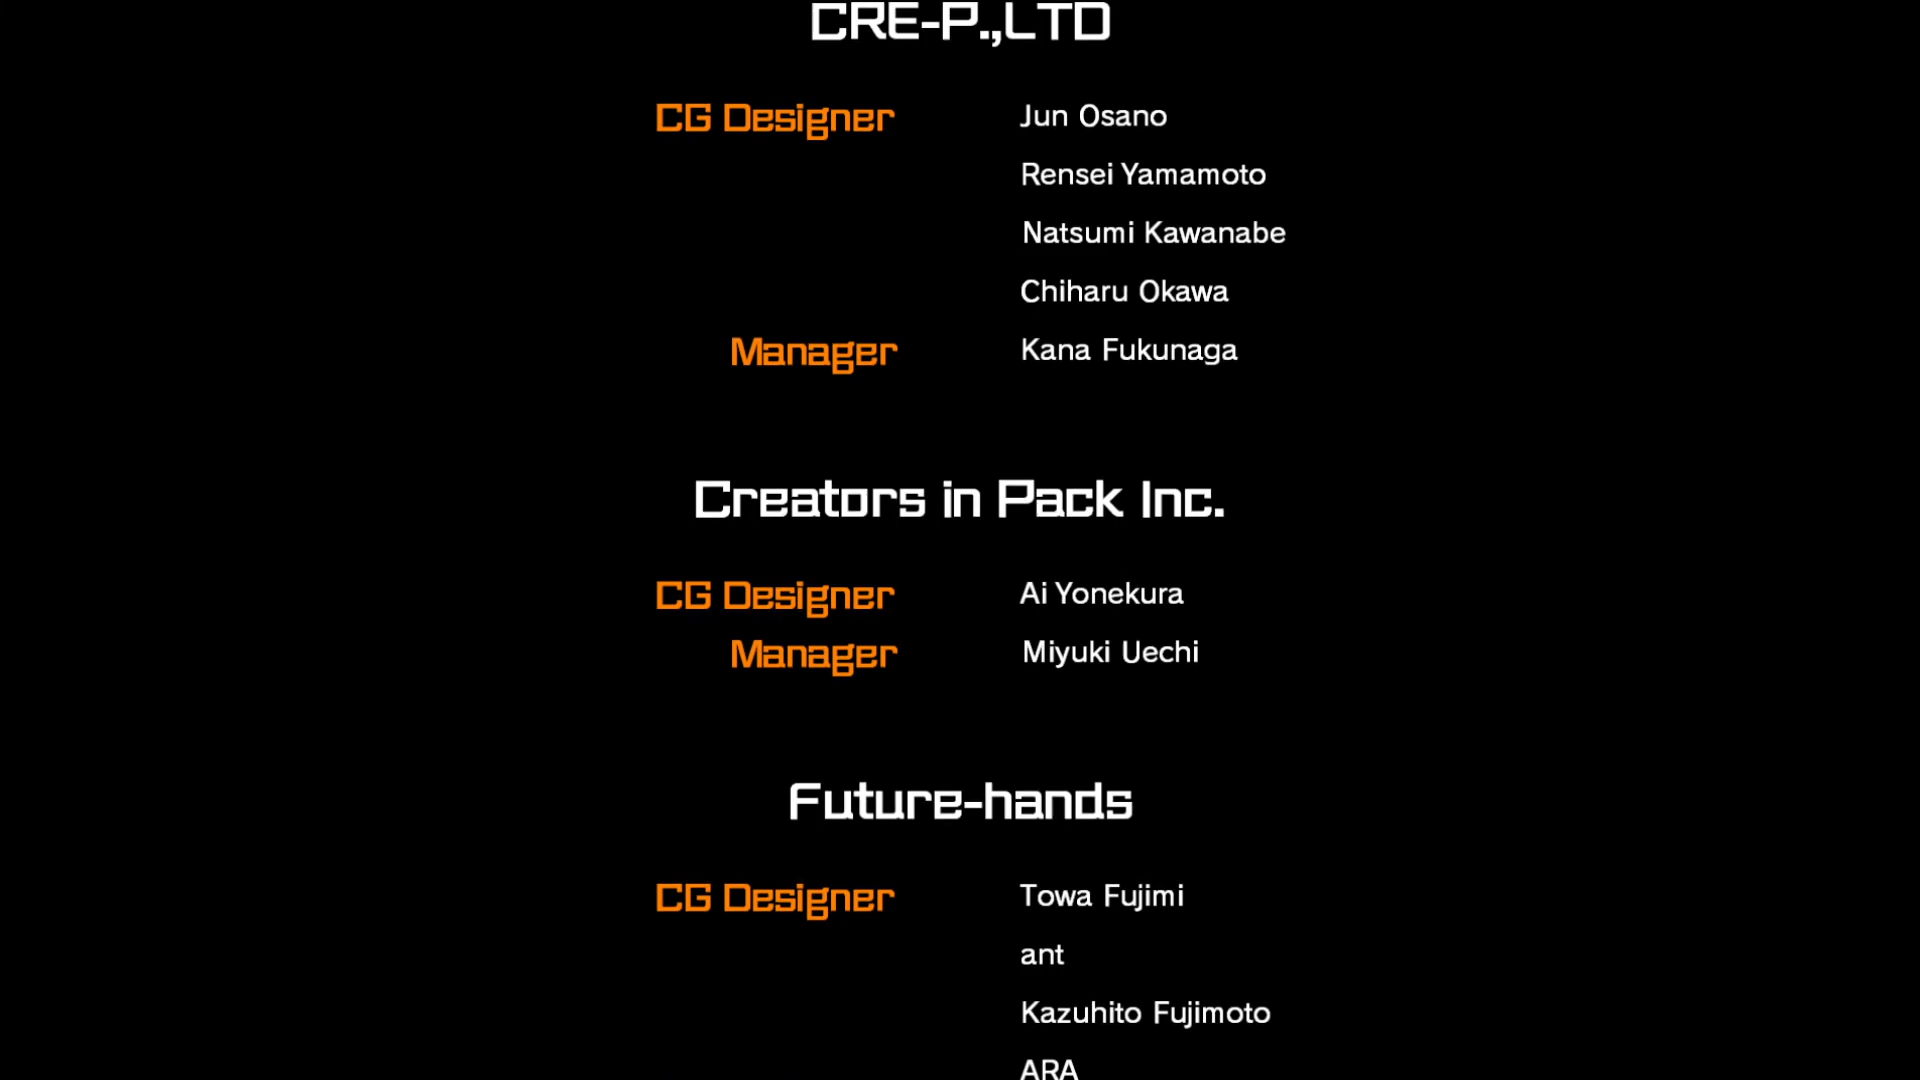 CRE-P.,LTD
CG Designer Jun Osano
Rensei Yamamoto
Natsumi Kawanabe
Chiharu Okawa
Manager Kana Fukunaga
Creators in Pack Inc.
CG Designer Ai Yonekura
Manager Miyuki Uechi
Future-hands
CG Designer Towa Fujimi
ant
Kazuhito Fujimoto
ARA